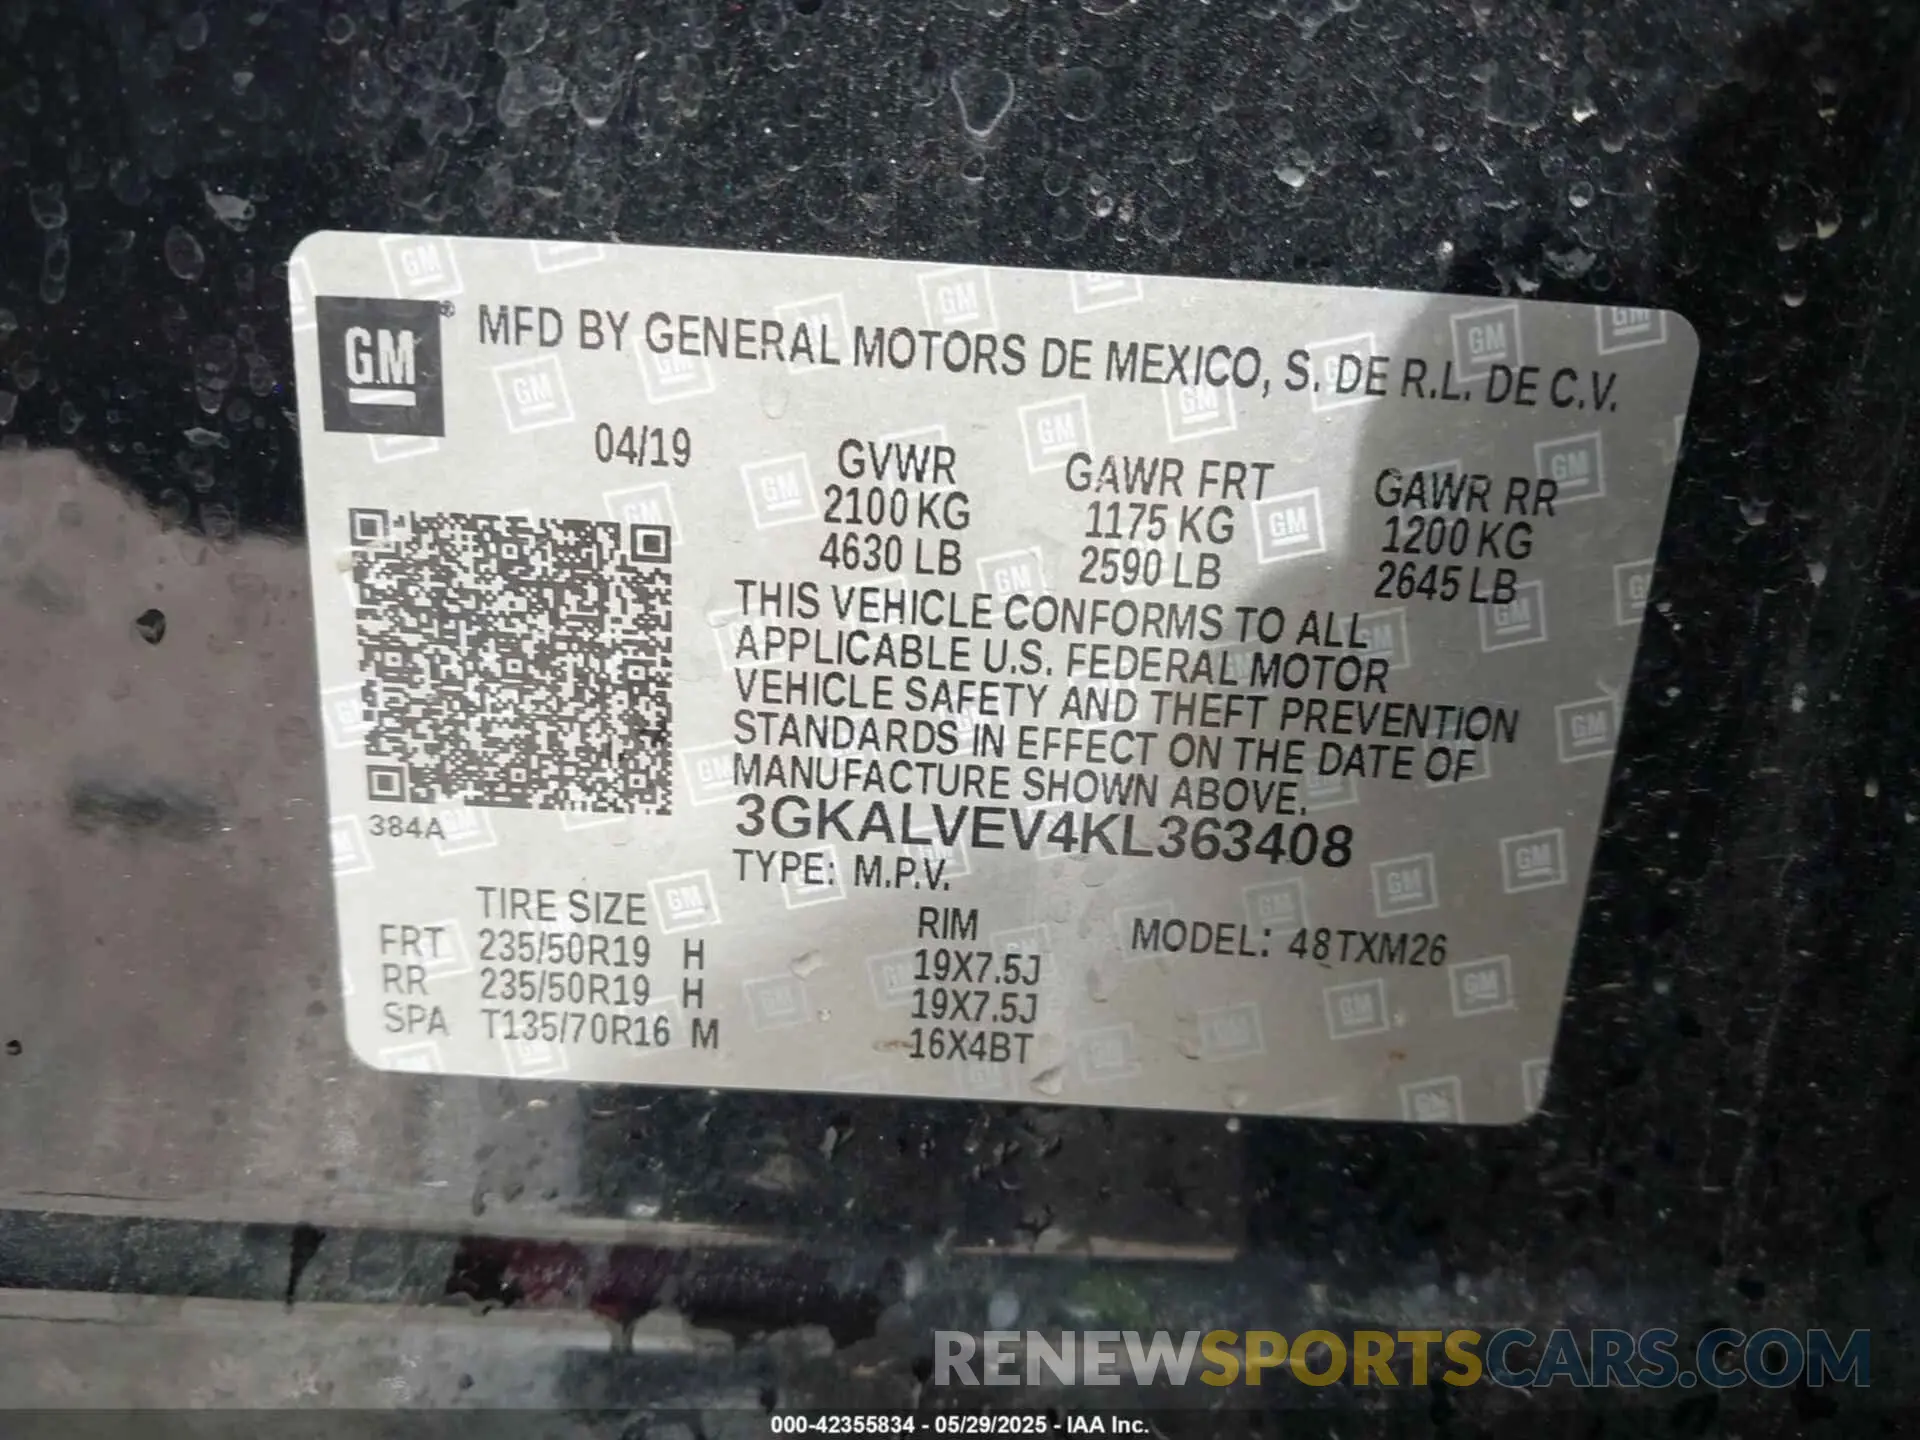 GM ®
MFD BY GENERAL MOTORS DE MEXICO, S. DE R.L. DE C.V.
04/19
GVWR
2100 KG
4630 LB
GAWR FRT
1175 KG
2590 LB
GAWR RR
1200 KG
2645 LB
THIS VEHICLE CONFORMS TO ALL
APPLICABLE U.S. FEDERAL MOTOR
VEHICLE SAFETY AND THEFT PREVENTION
STANDARDS IN EFFECT ON THE DATE OF
MANUFACTURE SHOWN ABOVE.
384A
3GKALVEV4KL363408
TYPE: M.P.V.
TIRE SIZE RIM MODEL: 48TXM26
FRT 235/50R19 H 19X7.5J
RR 235/50R19 H 19X7.5J
SPA T135/70R16 M 16X4BT
RENEWSPORTSCARS.COM
000-42355834 - 05/29/2025 - IAA Inc.